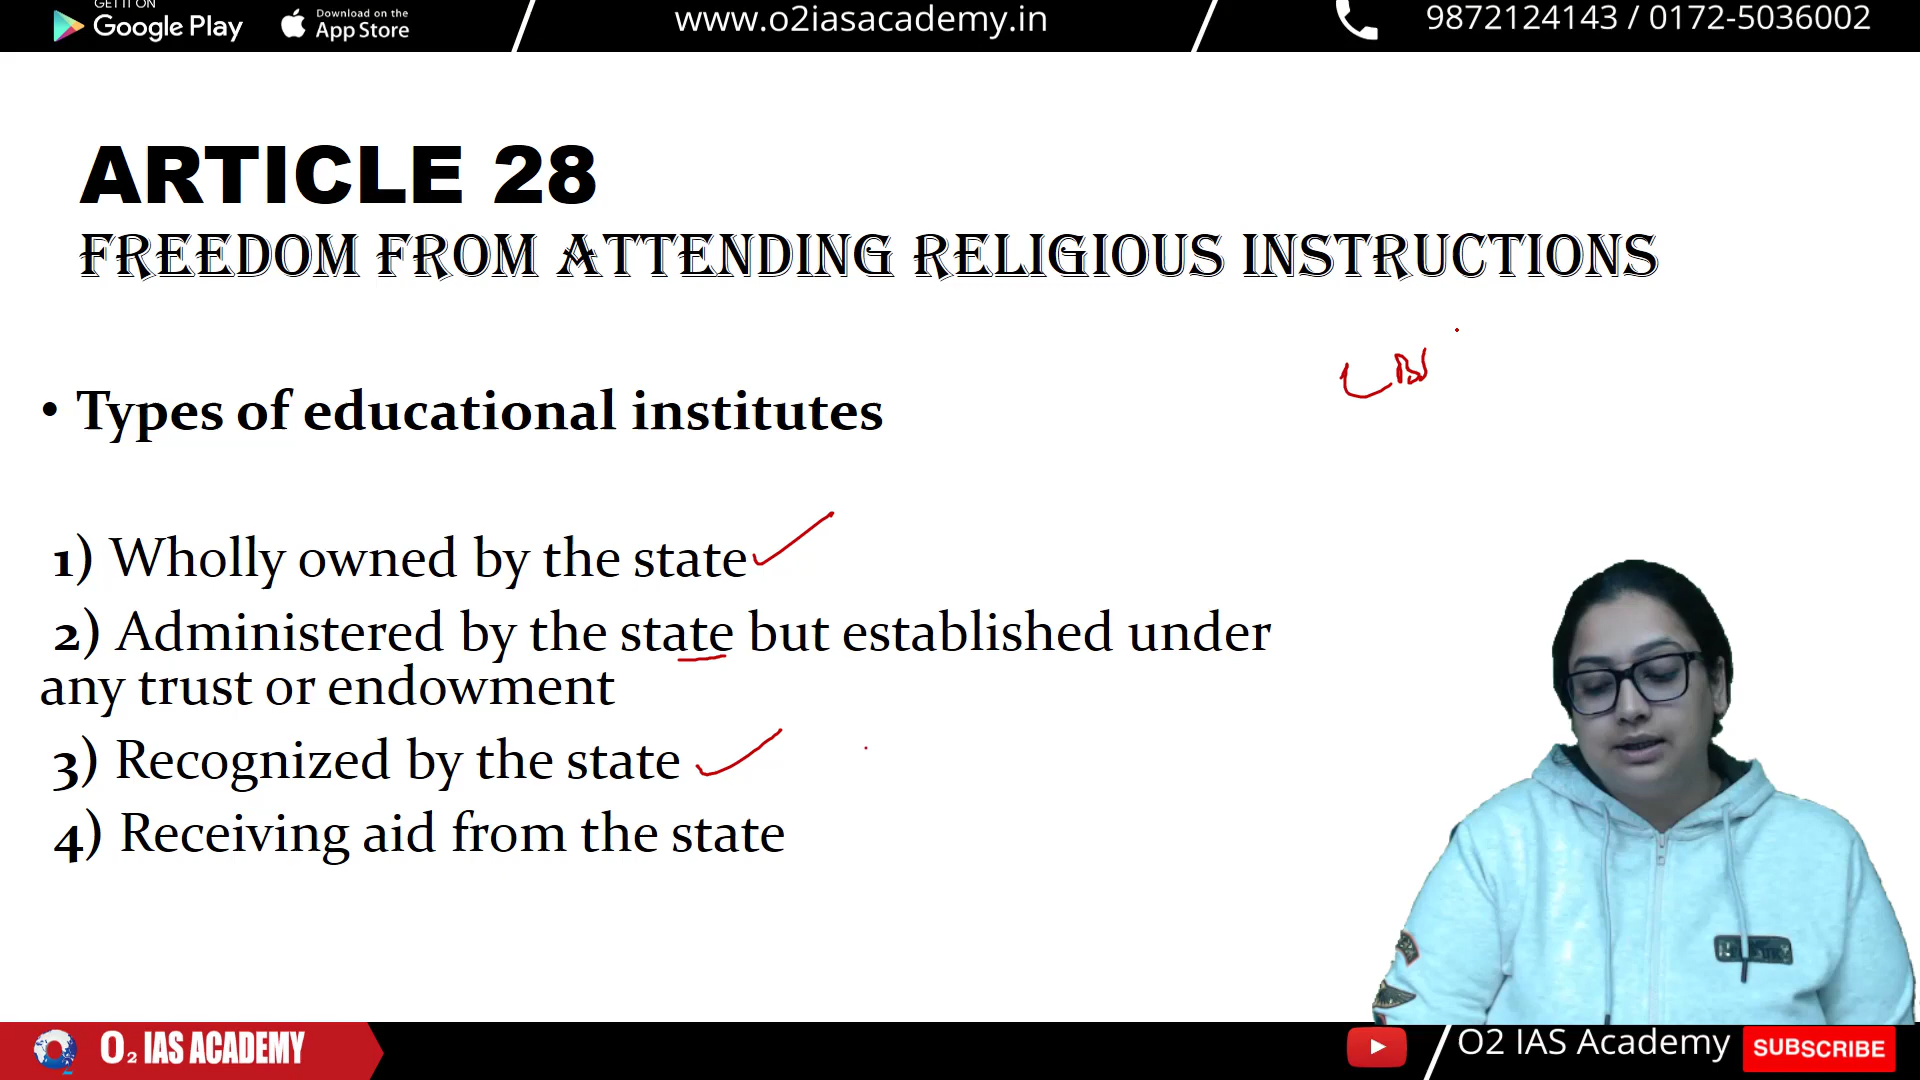 GET IT ON
Google Play
Download on the
App Store
www.o2iasacademy.in
9872124143 / 0172-5036002
ARTICLE 28
FREEDOM FROM ATTENDING RELIGIOUS INSTRUCTIONS
• Types of educational institutes
1) Wholly owned by the state
2) Administered by the state but established under
any trust or endowment
3) Recognized by the state
4) Receiving aid from the state
O2 IAS ACADEMY
O2 IAS Academy
SUBSCRIBE